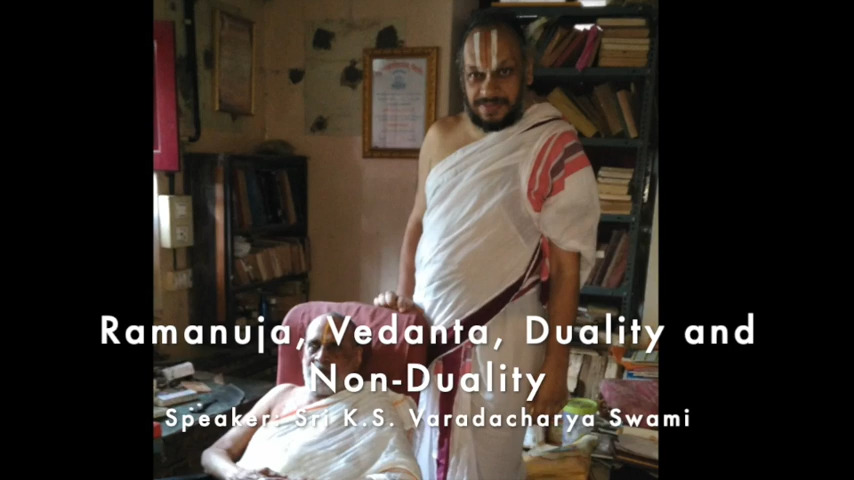 Ramanuja, Vedanta, Duality and
Non-Duality
Speaker: Sri K.S. Varadacharya Swami